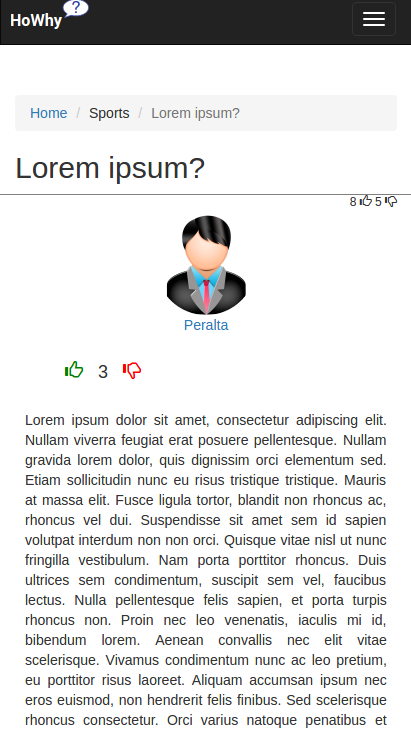 HoWhy ?
Home / Sports / Lorem ipsum?
Lorem ipsum?
8 5
Peralta
3
Lorem ipsum dolor sit amet, consectetur adipiscing elit.
Nullam viverra feugiat erat posuere pellentesque. Nullam
gravida lorem dolor, quis dignissim orci elementum sed.
Etiam sollicitudin nunc eu risus tristique tristique. Mauris
at massa elit. Fusce ligula tortor, blandit non rhoncus ac,
rhoncus vel dui. Suspendisse sit amet sem id sapien
volutpat interdum non non orci. Quisque vitae nisl ut nunc
fringilla vestibulum. Nam porta porttitor rhoncus. Duis
ultrices sem condimentum, suscipit sem vel, faucibus
lectus. Nulla pellentesque felis sapien, et porta turpis
rhoncus non. Proin nec leo venenatis, iaculis mi id,
bibendum lorem. Aenean convallis nec elit vitae
scelerisque. Vivamus condimentum nunc ac leo pretium,
eu porttitor risus laoreet. Aliquam accumsan ipsum nec
eros euismod, non hendrerit felis finibus. Sed scelerisque
rhoncus consectetur. Orci varius natoque penatibus et